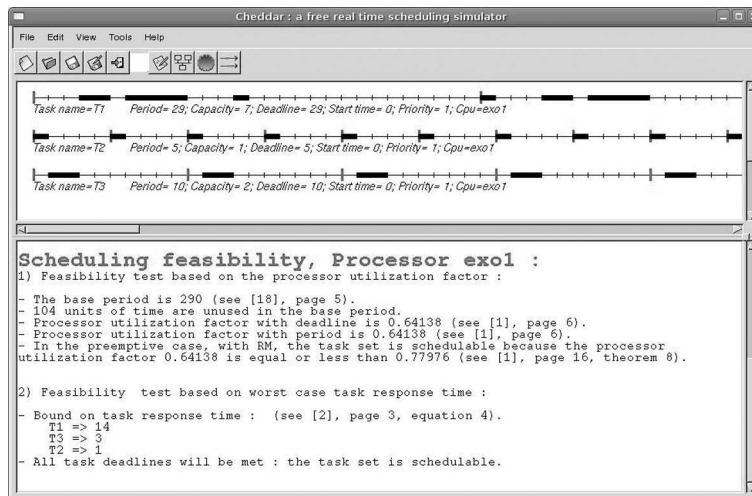 Cheddar : a free real time scheduling simulator
File Edit View Tools Help
Task name=T1 Period= 29; Capacity= 7; Deadline= 29; Start time= 0; Priority= 1; Cpu=exo1
Task name=T2 Period= 5; Capacity= 1; Deadline= 5; Start time= 0; Priority= 1; Cpu=exo1
Task name=T3 Period= 10; Capacity= 2; Deadline= 10; Start time= 0; Priority= 1; Cpu=exo1
Scheduling feasibility, Processor exo1 :
1) Feasibility test based on the processor utilization factor :
- The base period is 290 (see [18], page 5).
- 104 units of time are unused in the base period.
- Processor utilization factor with deadline is 0.64138 (see [1], page 6).
- Processor utilization factor with period is 0.64138 (see [1], page 6).
- In the preemptive case, with RM, the task set is schedulable because the processor
utilization factor 0.64138 is equal or less than 0.77976 (see [1], page 16, theorem 8).
2) Feasibility test based on worst case task response time :
- Bound on task response time : (see [2], page 3, equation 4).
T1 => 14
T3 => 3
T2 => 1
- All task deadlines will be met : the task set is schedulable.